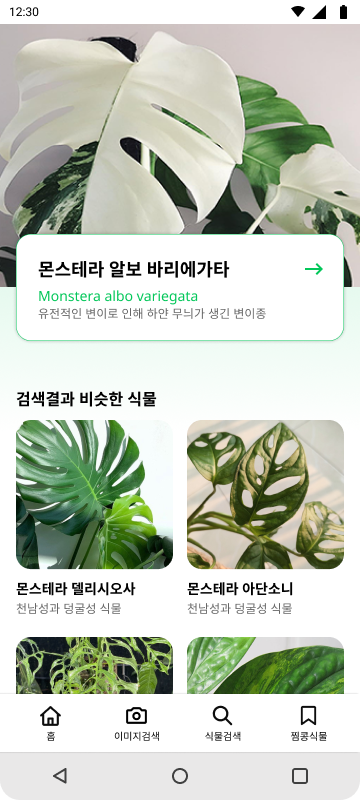 12:30
몬스테라 알보 바리에가타
Monstera albo variegata
유전적인 변이로 인해 하얀 무늬가 생긴 변이종
검색결과 비슷한 식물
몬스테라 델리시오사
천남성과 덩굴성 식물
몬스테라 아단소니
천남성과 덩굴성 식물
홈
이미지검색
식물검색
찜콩식물